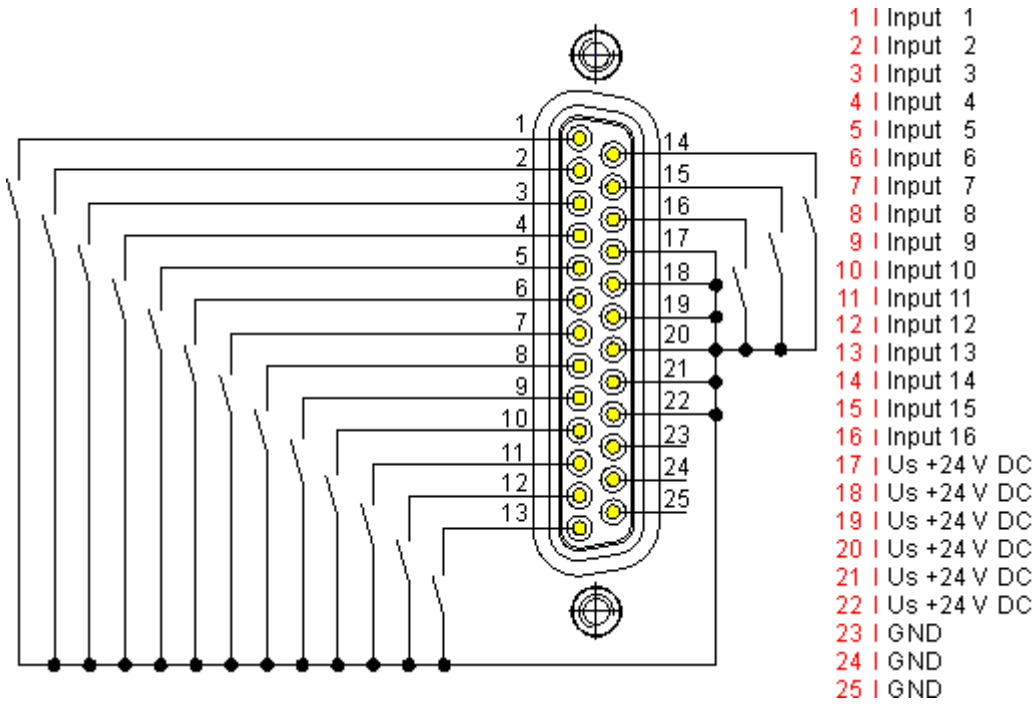 1
2
3
4
5
6
7
8
9
10
11
12
13
14
15
16
17
18
19
20
21
22
23
24
25
1 | Input 1
2 | Input 2
3 | Input 3
4 | Input 4
5 | Input 5
6 | Input 6
7 | Input 7
8 | Input 8
9 | Input 9
10 | Input 10
11 | Input 11
12 | Input 12
13 | Input 13
14 | Input 14
15 | Input 15
16 | Input 16
17 | Us +24 V DC
18 | Us +24 V DC
19 | Us +24 V DC
20 | Us +24 V DC
21 | Us +24 V DC
22 | Us +24 V DC
23 | GND
24 | GND
25 | GND